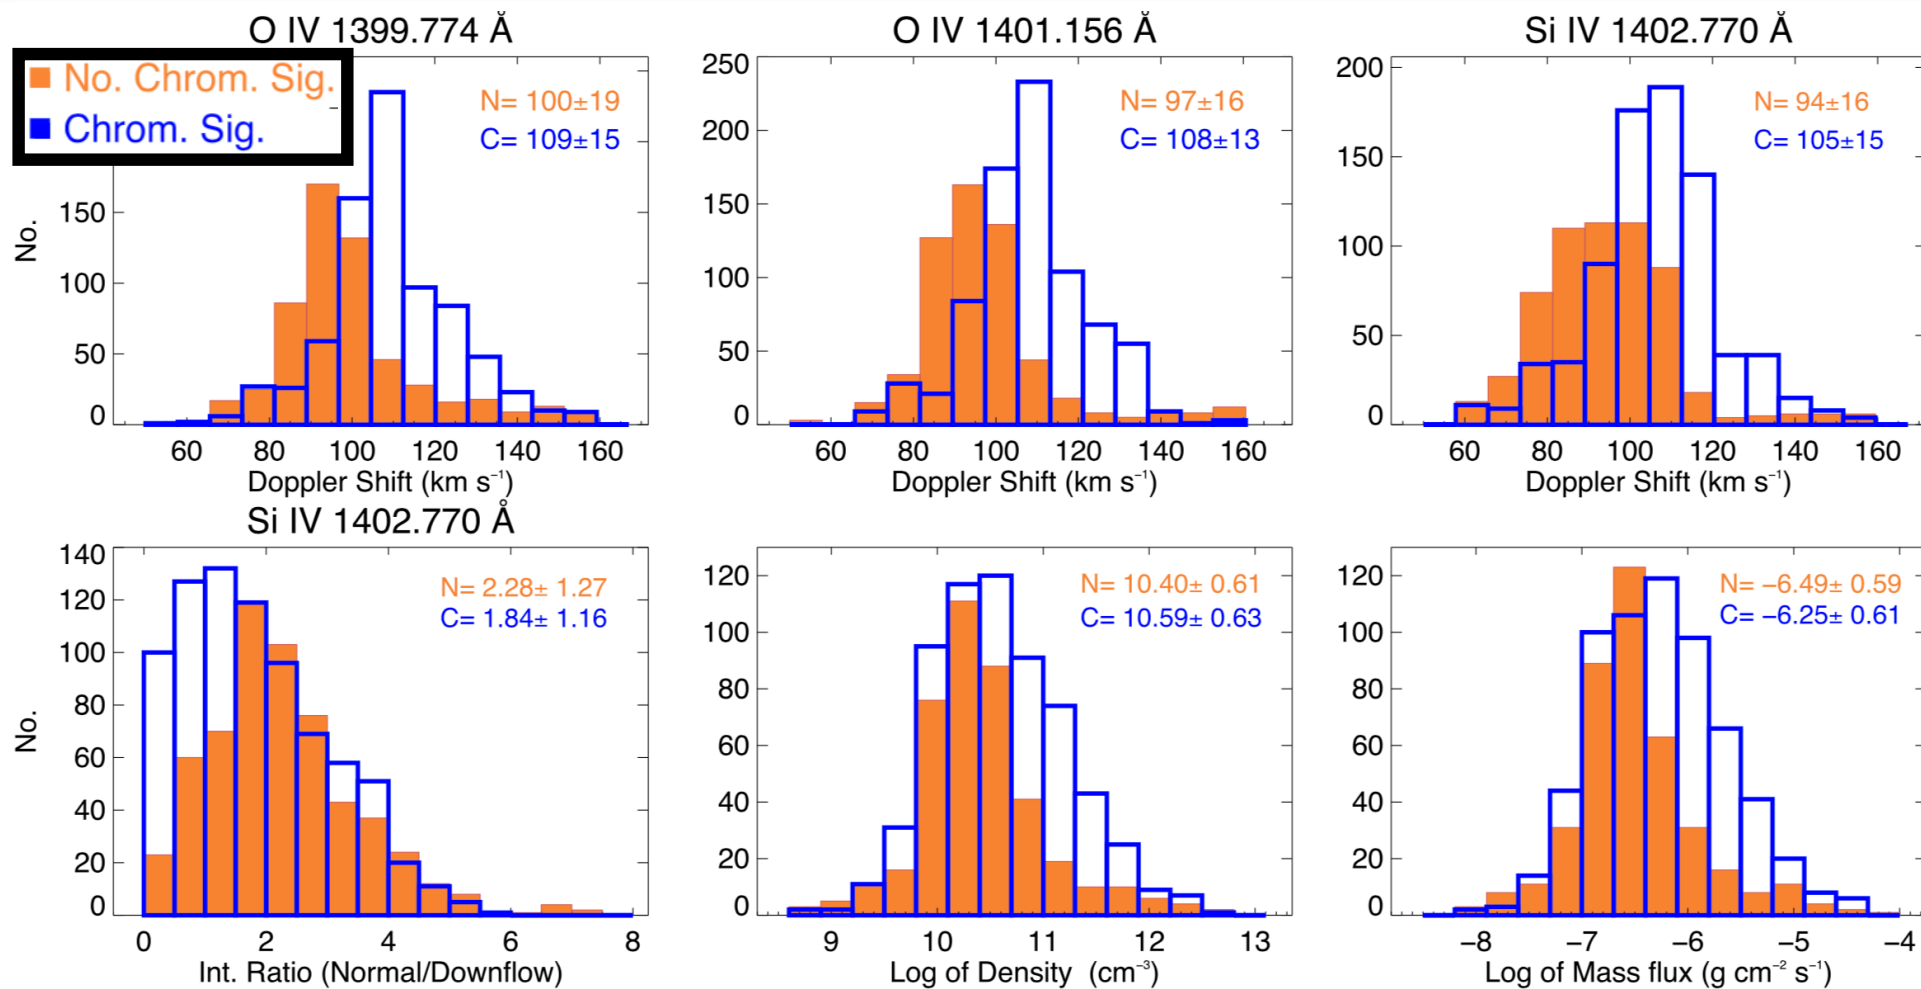 O IV 1399.774 Å
O IV 1401.156 Å
Si IV 1402.770 Å
No. Chrom. Sig.
Chrom. Sig.
N= 100±19
C= 109±15
150
100
50
0
No.
60 80 100 120 140 160
Doppler Shift (km s⁻¹)
N= 97±16
C= 108±13
250
200
150
100
50
0
60 80 100 120 140 160
Doppler Shift (km s⁻¹)
N= 94±16
C= 105±15
200
150
100
50
0
60 80 100 120 140 160
Doppler Shift (km s⁻¹)
Si IV 1402.770 Å
N= 2.28± 1.27
C= 1.84± 1.16
140
120
100
80
60
40
20
0
No.
0 2 4 6 8
Int. Ratio (Normal/Downflow)
N= 10.40± 0.61
C= 10.59± 0.63
120
100
80
60
40
20
0
9 10 11 12 13
Log of Density (cm⁻³)
N= −6.49± 0.59
C= −6.25± 0.61
120
100
80
60
40
20
0
−8 −7 −6 −5 −4
Log of Mass flux (g cm⁻² s⁻¹)